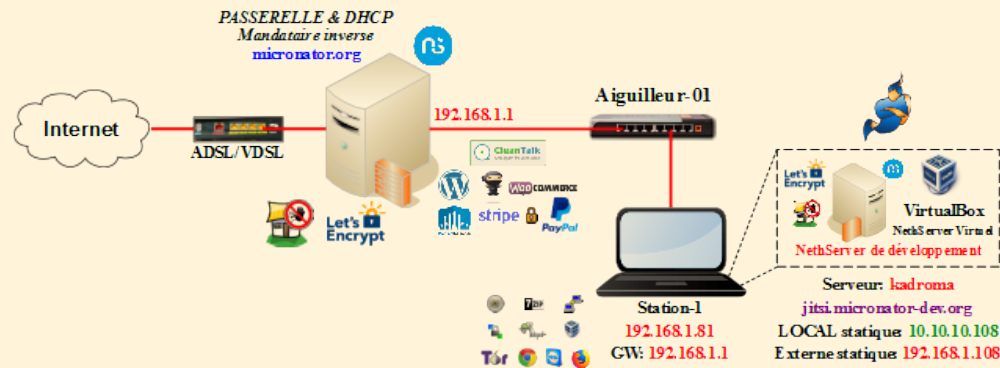 PASSERELLE & DHCP
Mandataire inverse
micronator.org
Internet
ADSL/VDSL
192.168.1.1
Aiguilleur-01
CleanTalk
WOO COMMERCE
stripe
PayPal
Let's
Encrypt
Let's
Encrypt
VirtualBox
NethServer Virtuel
NethServer de développement
Station-1
192.168.1.81
GW: 192.168.1.1
7ZIP
Tor
Serveur: kadroma
jitsi.micronator-dev.org
LOCAL statique: 10.10.10.108
Externe statique: 192.168.1.108